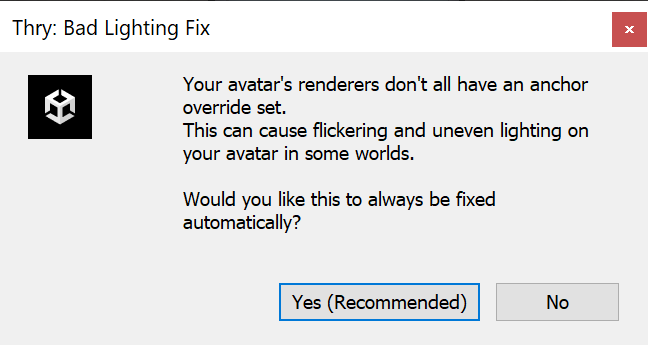 Thry: Bad Lighting Fix
Your avatar's renderers don't all have an anchor
override set.
This can cause flickering and uneven lighting on
your avatar in some worlds.
Would you like this to always be fixed
automatically?
Yes (Recommended)
No